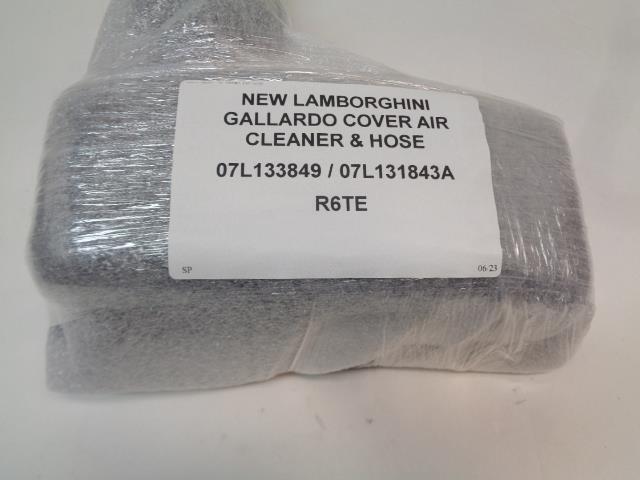 NEW LAMBORGHINI
GALLARDO COVER AIR
CLEANER & HOSE
07L133849 / 07L131843A
R6TE
SP
06/23